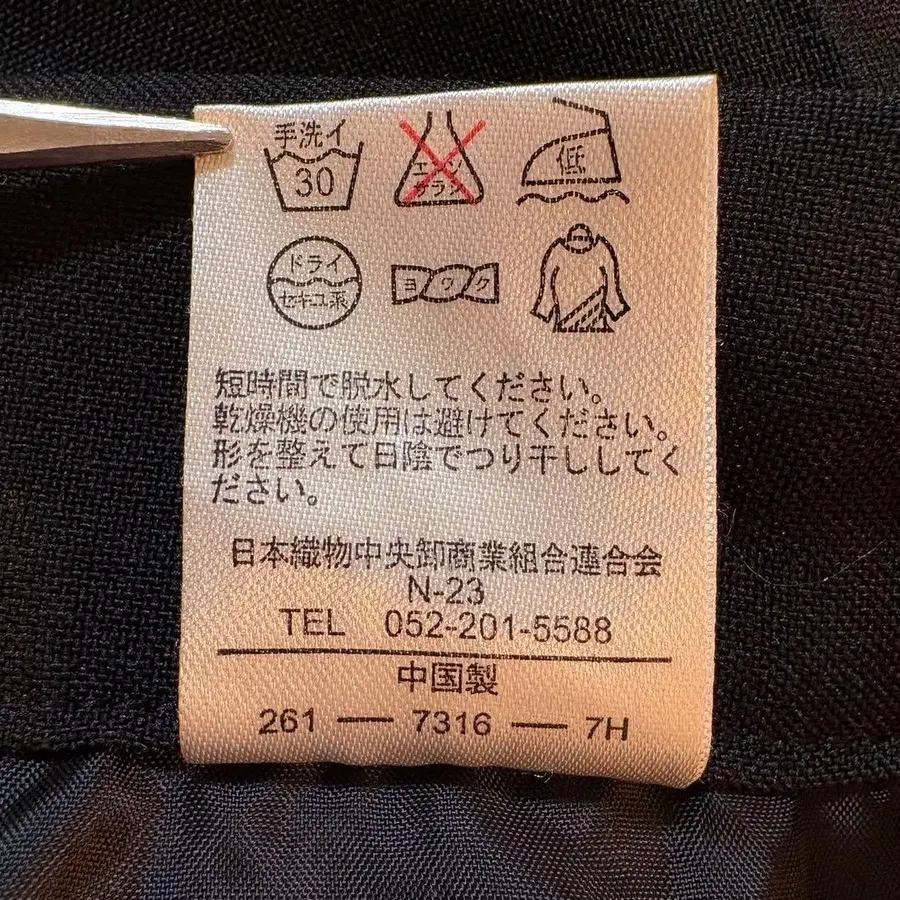 手洗イ
30
エンソ
サラシ
低
ドライ
セキユ系
ヨワク
短時間で脱水してください。
乾燥機の使用は避けてください。
形を整えて日陰でつり干ししてく
ださい。
日本織物中央卸商業組合連合会
N-23
TEL 052-201-5588
中国製
261 — 7316 — 7H